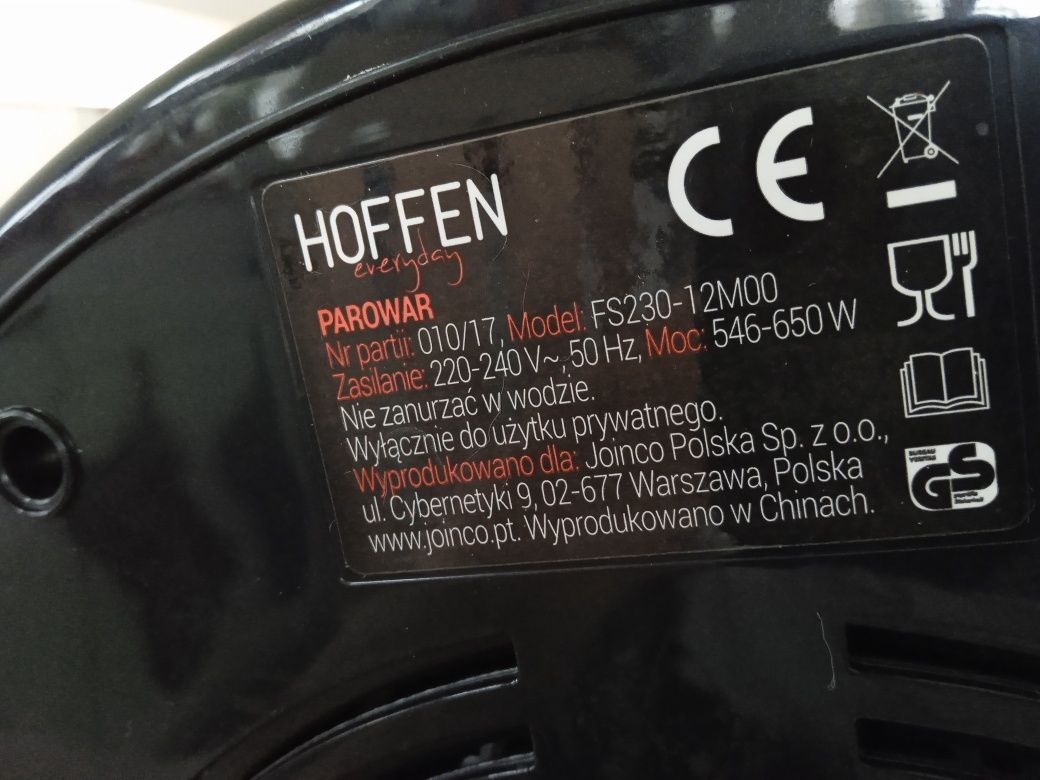 HOFFEN
everyday
CE
PAROWAR
Nr partii: 010/17, Model: FS230-12M00
Zasilanie: 220-240 V~, 50 Hz, Moc: 546-650 W
Nie zanurzać w wodzie.
Wyłącznie do użytku prywatnego.
Wyprodukowano dla: Joinco Polska Sp. z o.o.,
ul. Cybernetyki 9, 02-677 Warszawa, Polska
www.joinco.pt. Wyprodukowano w Chinach.
BUREAU
VERITAS
GS